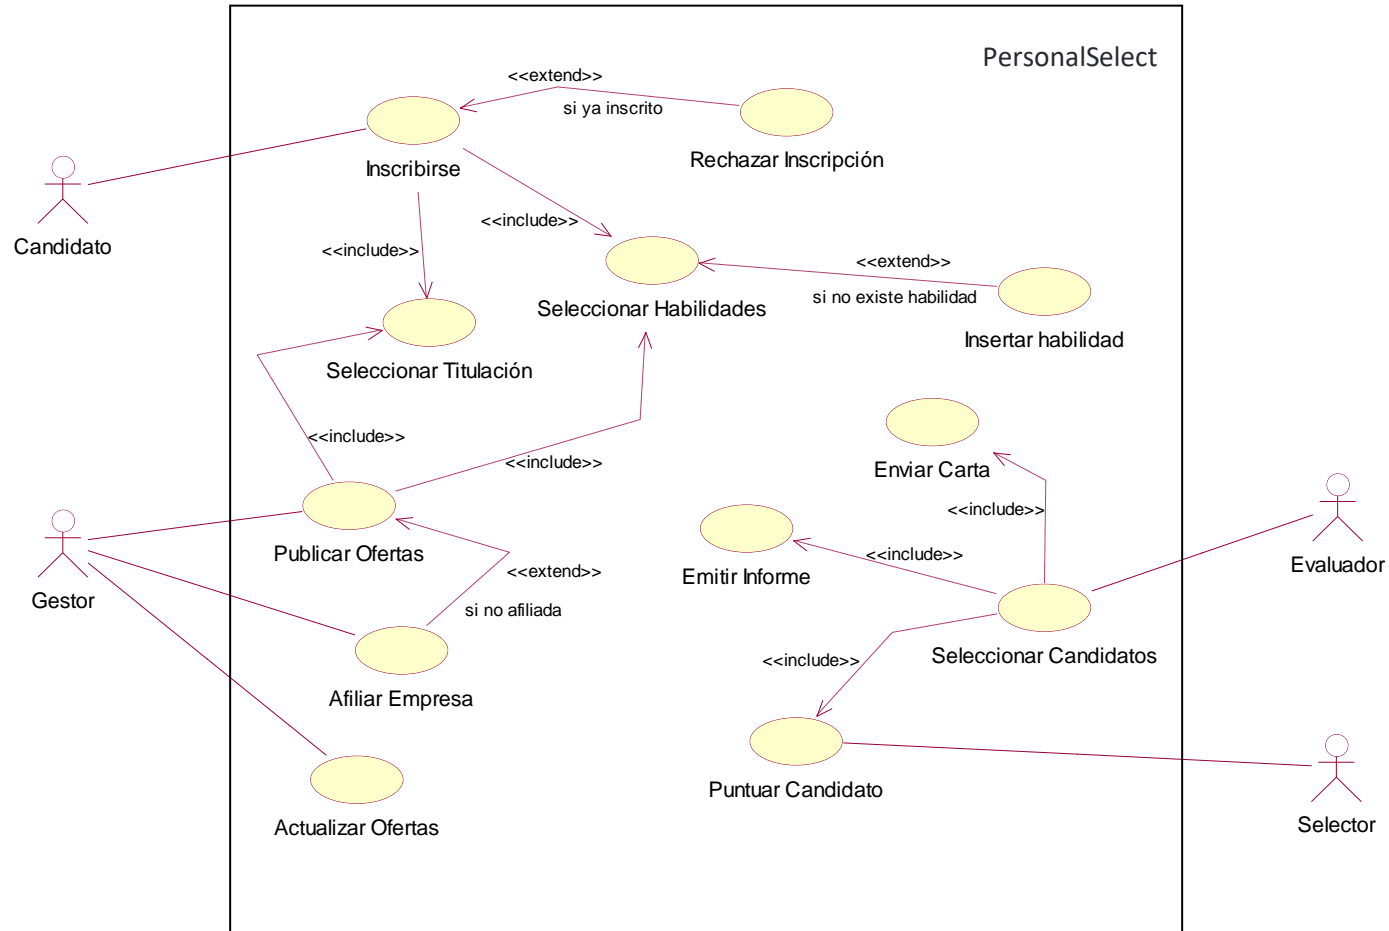 PersonalSelect
<<extend>>
si ya inscrito
Rechazar Inscripción
Inscribirse
Candidato
<<include>>
<<include>>
<<extend>>
si no existe habilidad
Seleccionar Habilidades
Insertar habilidad
Seleccionar Titulación
<<include>>
<<include>>
Enviar Carta
<<include>>
Publicar Ofertas
<<include>>
Emitir Informe
Evaluador
Gestor
<<extend>>
si no afiliada
Seleccionar Candidatos
<<include>>
Afiliar Empresa
Puntuar Candidato
Actualizar Ofertas
Selector